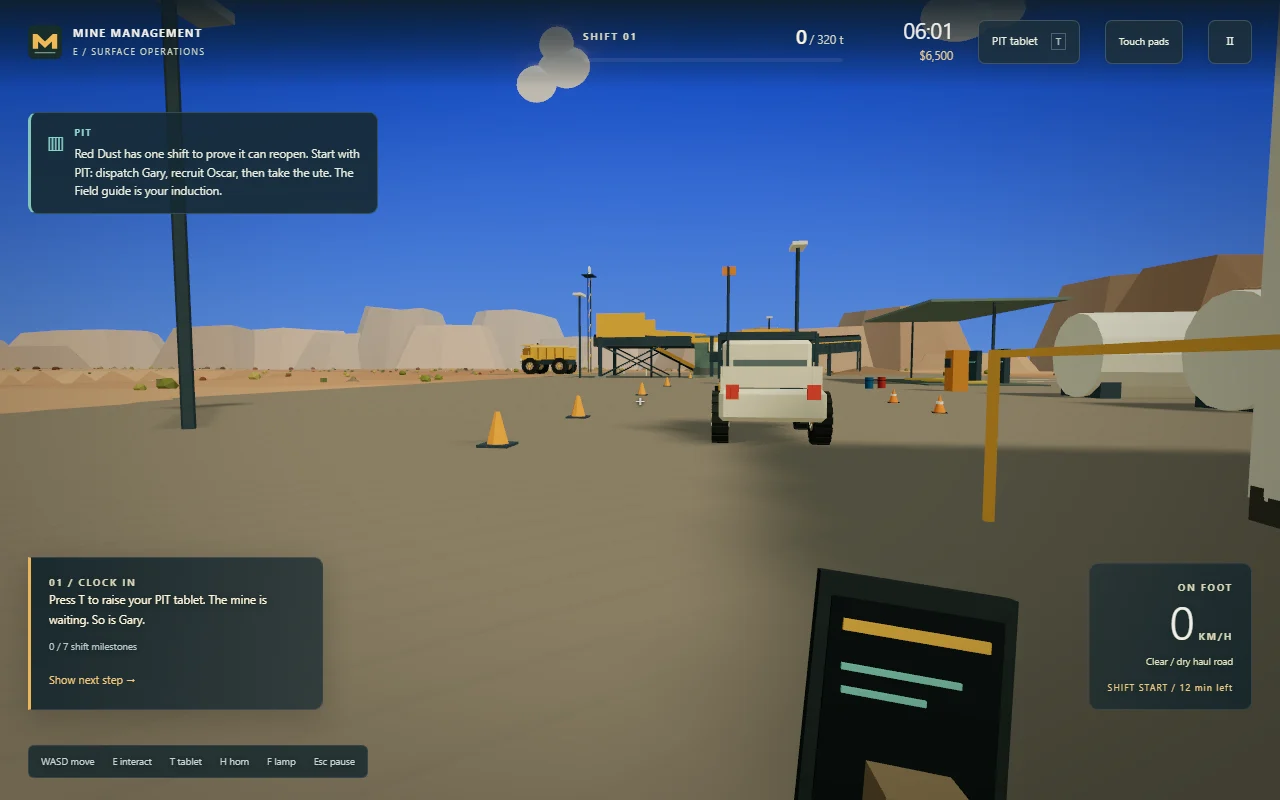 MINE MANAGEMENT
E / SURFACE OPERATIONS
SHIFT 01
0 / 320 t
06:01
$6,500
PIT tablet T
Touch pads
II
PIT
Red Dust has one shift to prove it can reopen. Start with
PIT: dispatch Gary, recruit Oscar, then take the ute. The
Field guide is your induction.
01 / CLOCK IN
Press T to raise your PIT tablet. The mine is
waiting. So is Gary.
0 / 7 shift milestones
Show next step →
ON FOOT
0 KM/H
Clear / dry haul road
SHIFT START / 12 min left
WASD move E interact T tablet H horn F lamp Esc pause